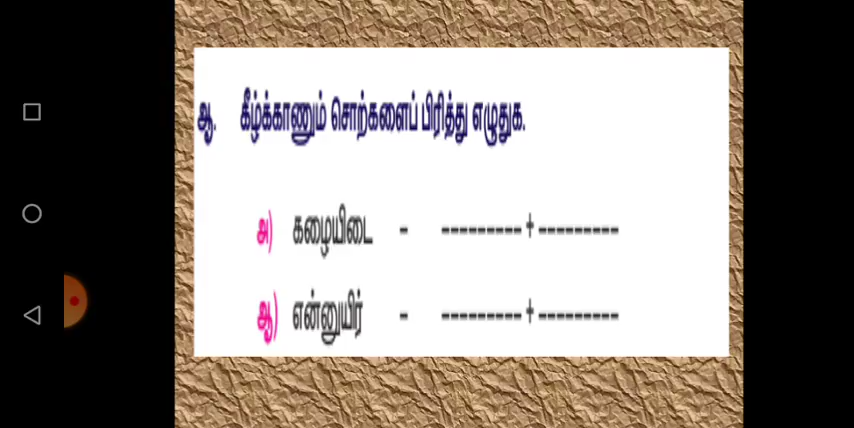 ஆ. கீழ்க்காணும் சொற்களைப் பிரித்து எழுதுக.
அ) கழையிடை - ---------+---------
ஆ) என்னுயிர் - ---------+---------